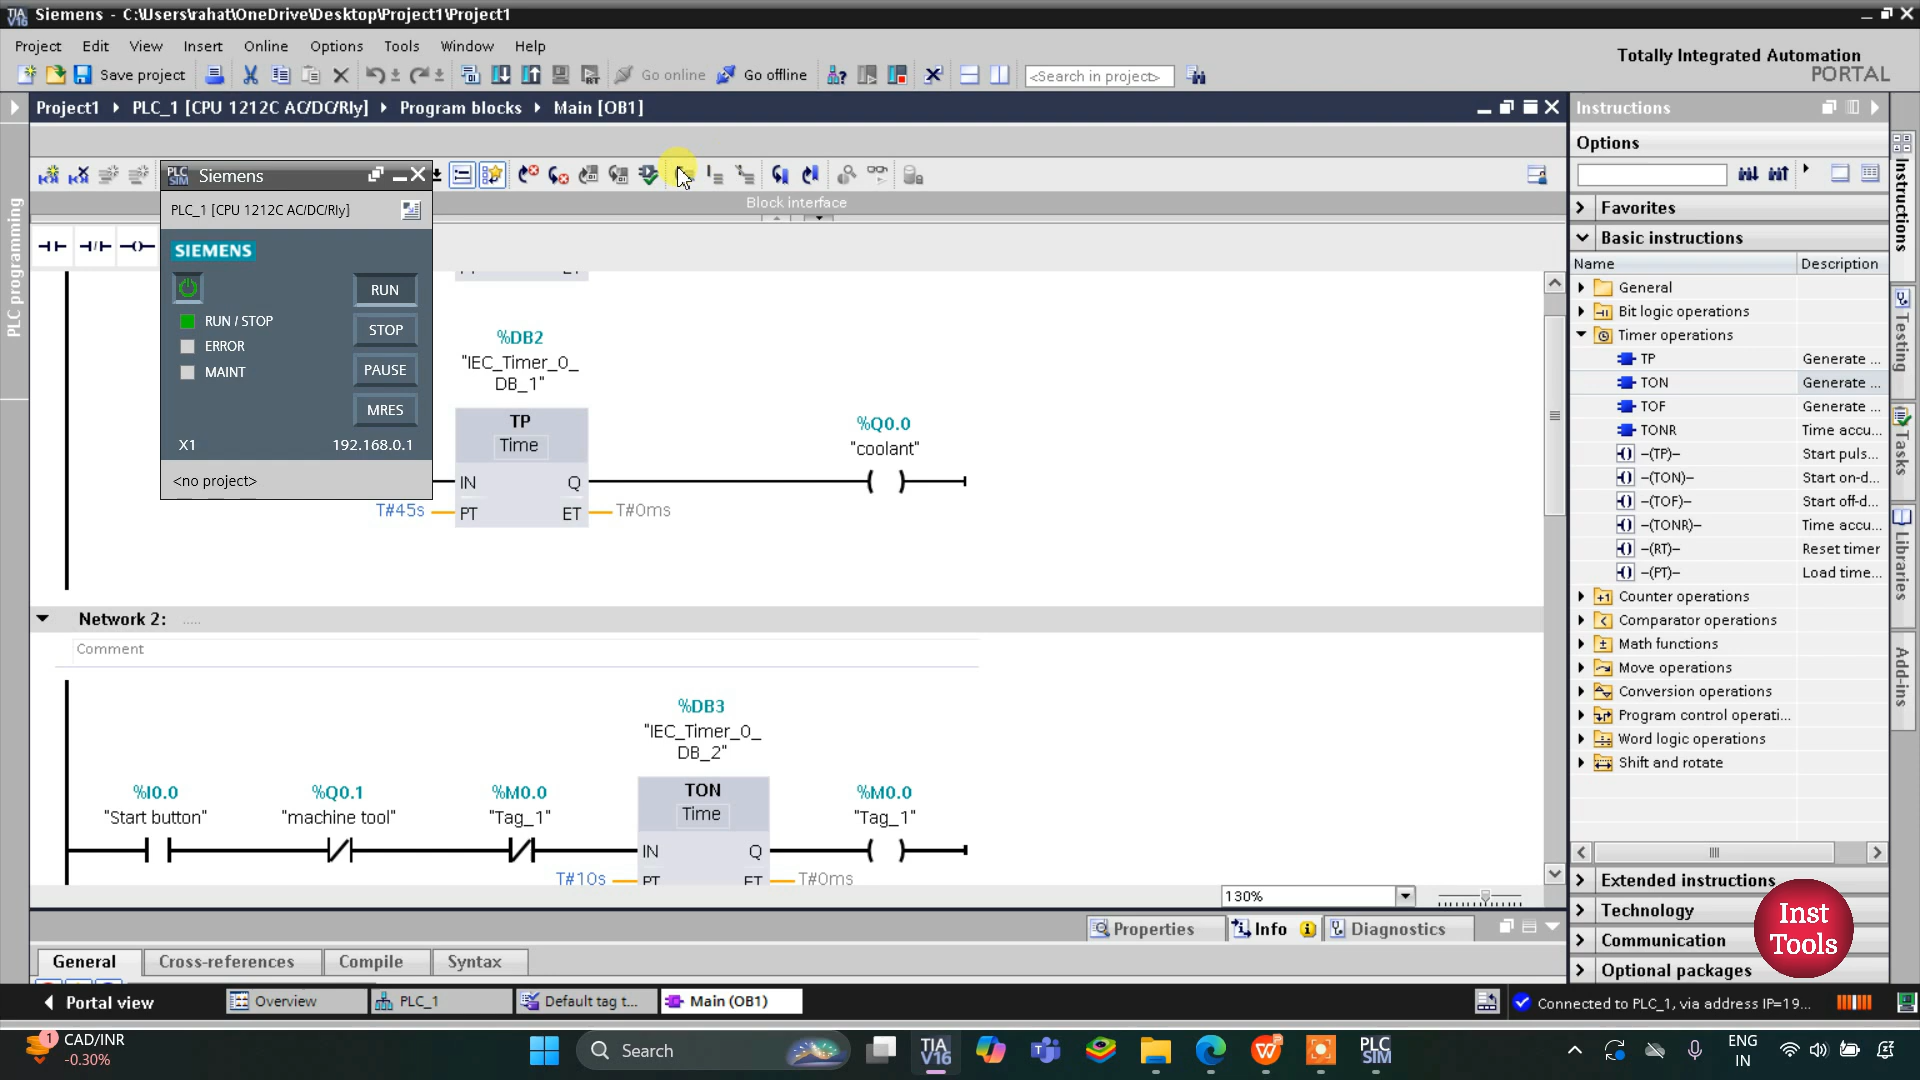 Siemens - C:\Users\rahat\OneDrive\Desktop\Project1\Project1
Project Edit View Insert Online Options Tools Window Help
Totally Integrated Automation
PORTAL
Save project
Go online
Go offline
<Search in project>
Project1 PLC_1 [CPU 1212C AC/DC/Rly] Program blocks Main [OB1]
Block interface
PLC programming
PLC SIM Siemens
PLC_1 [CPU 1212C AC/DC/Rly]
SIEMENS
RUN
RUN / STOP
STOP
ERROR
MAINT
PAUSE
MRES
X1 192.168.0.1
<no project>
%DB2
"IEC_Timer_0_
DB_1"
TP
Time
IN Q
T#45s PT ET T#0ms
%Q0.0
"coolant"
Network 2: .....
Comment
%DB3
"IEC_Timer_0_
DB_2"
TON
Time
%I0.0
"Start button"
%Q0.1
"machine tool"
%M0.0
"Tag_1"
%M0.0
"Tag_1"
IN Q
T#10s PT ET T#0ms
130%
Properties Info Diagnostics
General Cross-references Compile Syntax
Instructions
Options
Favorites
Basic instructions
Name Description
General
Bit logic operations
Timer operations
TP Generate ...
TON Generate ...
TOF Generate ...
TONR Time accu...
-(TP)- Start puls...
-(TON)- Start on-d...
-(TOF)- Start off-d...
-(TONR)- Time accu...
-(RT)- Reset timer
-(PT)- Load time...
Counter operations
Comparator operations
Math functions
Move operations
Conversion operations
Program control operati...
Word logic operations
Shift and rotate
Extended instructions
Technology
Communication
Optional packages
Instructions
Testing
Tasks
Libraries
Add-ins
Inst
Tools
Portal view
Overview
PLC_1
Default tag t...
Main (OB1)
Connected to PLC_1, via address IP=19...
1
CAD/INR
-0.30%
Search
TIA
V16
PLC
SIM
ENG
IN